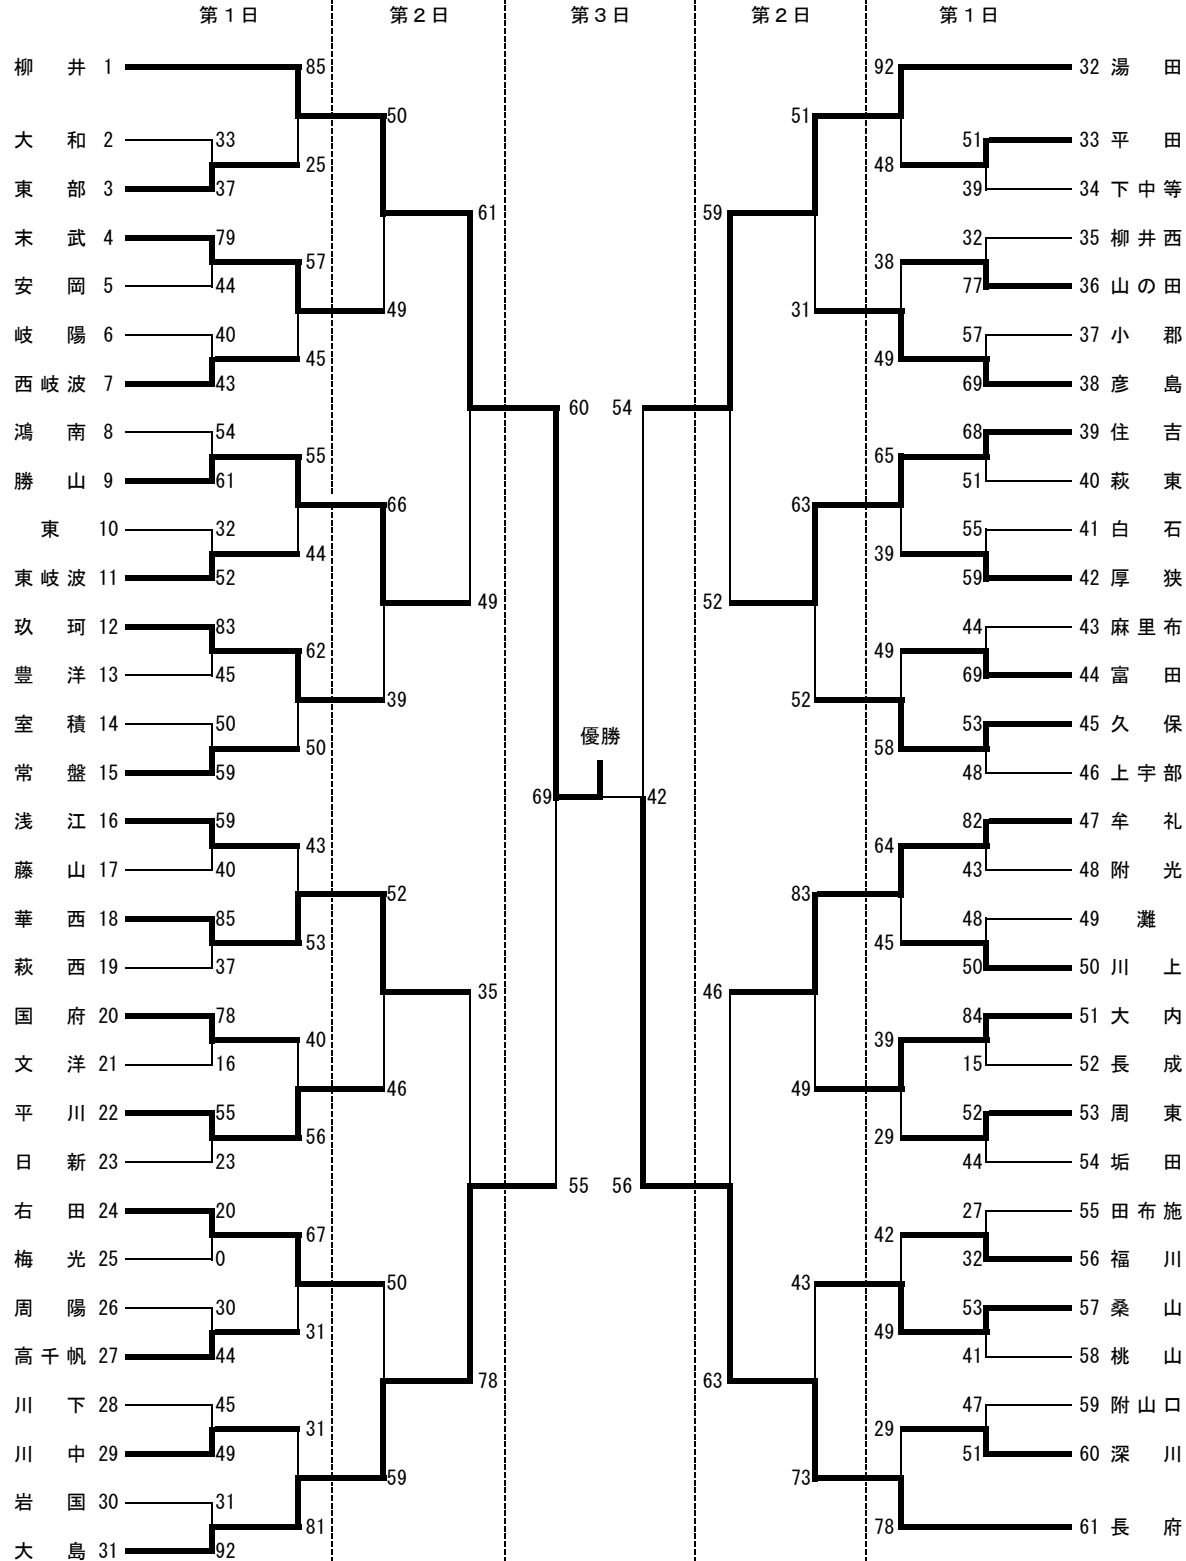 第１日 第２日 第３日 第２日 第１日
柳井 1 85 92 32 湯田
50 51
大和 2 33 51 33 平田
25 48
東部 3 37 39 34 下中等
61 59
末武 4 79 32 35 柳井西
57 38
安岡 5 44 77 36 山の田
49 31
岐陽 6 40 57 37 小郡
45 49
西岐波 7 43 69 38 彦島
60 54
鴻南 8 54 68 39 住吉
55 65
勝山 9 61 51 40 萩東
66 63
東 10 32 55 41 白石
44 39
東岐波 11 52 59 42 厚狭
49 52
玖珂 12 83 44 43 麻里布
62 49
豊洋 13 45 69 44 富田
39 52
室積 14 50 53 45 久保
優勝
50 58
常盤 15 59 48 46 上宇部
69 42
浅江 16 59 82 47 牟礼
43 64
藤山 17 40 43 48 附光
52 83
華西 18 85 48 49 灘
53 45
萩西 19 37 50 50 川上
35 46
国府 20 78 84 51 大内
40 39
文洋 21 16 15 52 長成
46 49
平川 22 55 52 53 周東
56 29
日新 23 23 44 54 垢田
55 56
右田 24 20 27 55 田布施
67 42
梅光 25 0 32 56 福川
50 43
周陽 26 30 53 57 桑山
31 49
高千帆 27 44 41 58 桃山
78 63
川下 28 45 47 59 附山口
31 29
川中 29 49 51 60 深川
59 73
岩国 30 31
81 78 61 長府
大島 31 92